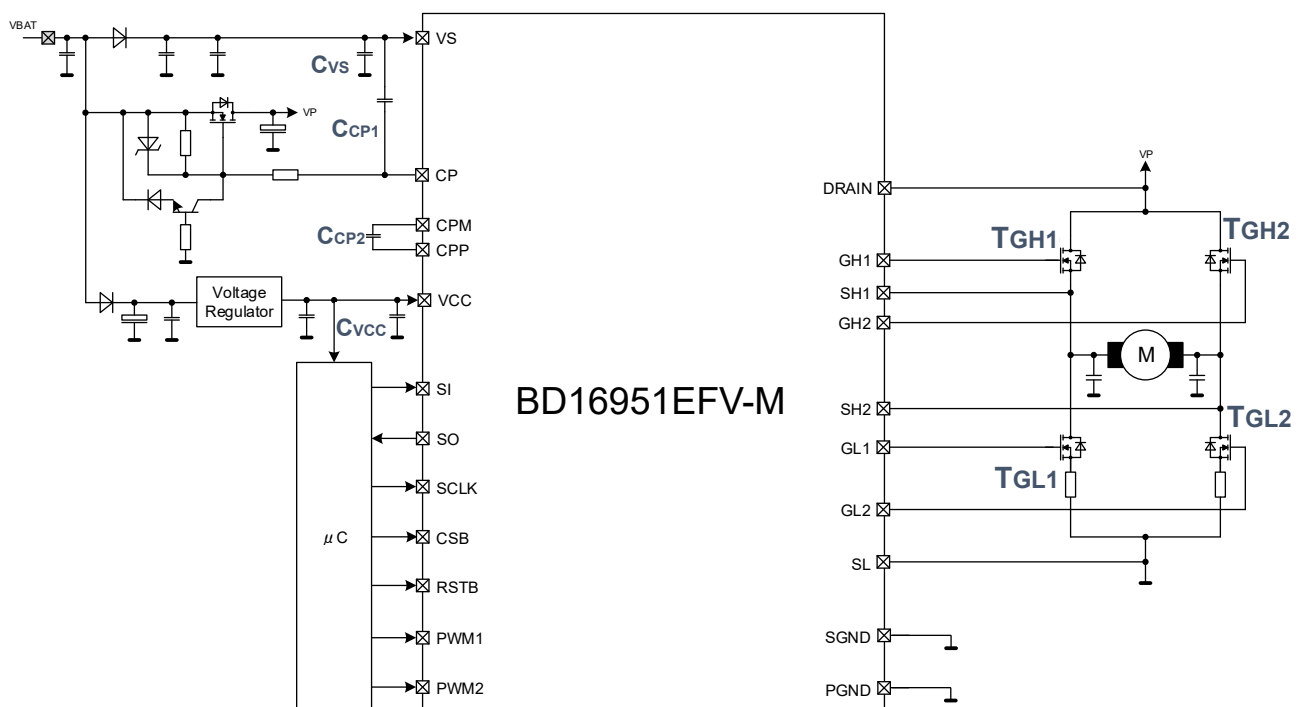 VBAT
VS
CVS
VP
CCP1
CP
CPM
CCP2
CPP
Voltage
Regulator
VCC
CVCC
SI
SO
SCLK
CSB
μC
RSTB
PWM1
PWM2
BD16951EFV-M
VP
DRAIN
TGH1
TGH2
GH1
SH1
GH2
M
SH2
TGL2
GL1
TGL1
GL2
SL
SGND
PGND